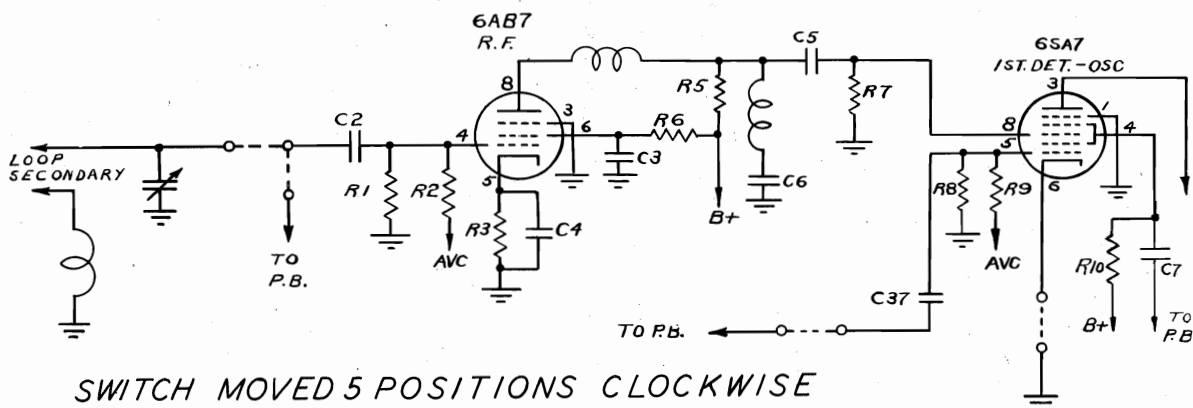 6AB7
R.F.
8
3
6
4
5
C2
R1
R2
AVC
R3
C4
LOOP
SECONDARY
TO
P.B.
R6
C3
R5
B+
C6
C5
R7
6SA7
1ST. DET.-OSC
3
1
4
8
5
6
R8
R9
AVC
C37
TO P.B.
R10
B+
C7
TO
P.B
SWITCH MOVED 5 POSITIONS CLOCKWISE